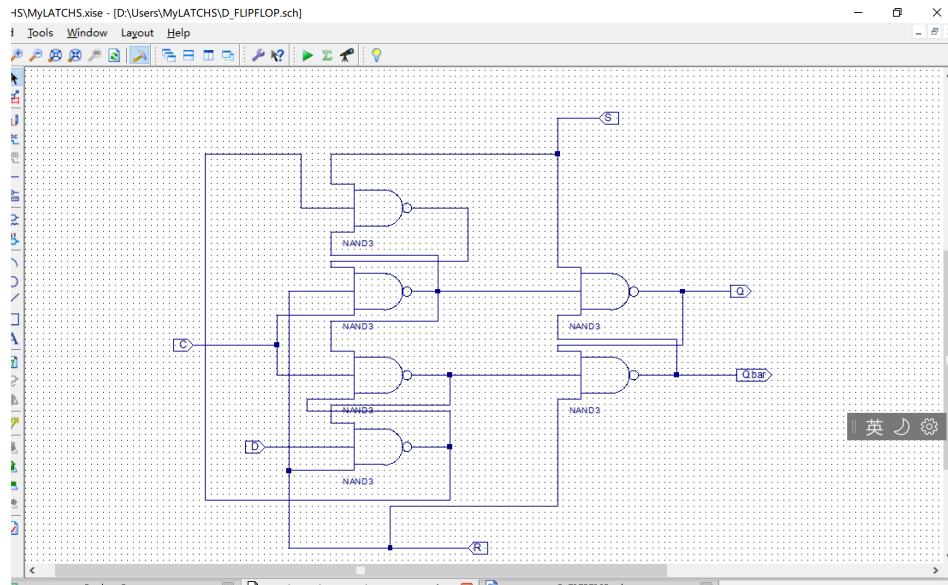 HS\MyLATCHS.xise - [D:\Users\MyLATCHS\D_FLIPFLOP.sch]
Tools Window Layout Help
S
NAND3
Q
NAND3
NAND3
C
Qbar
NAND3
NAND3
D
英
NAND3
R